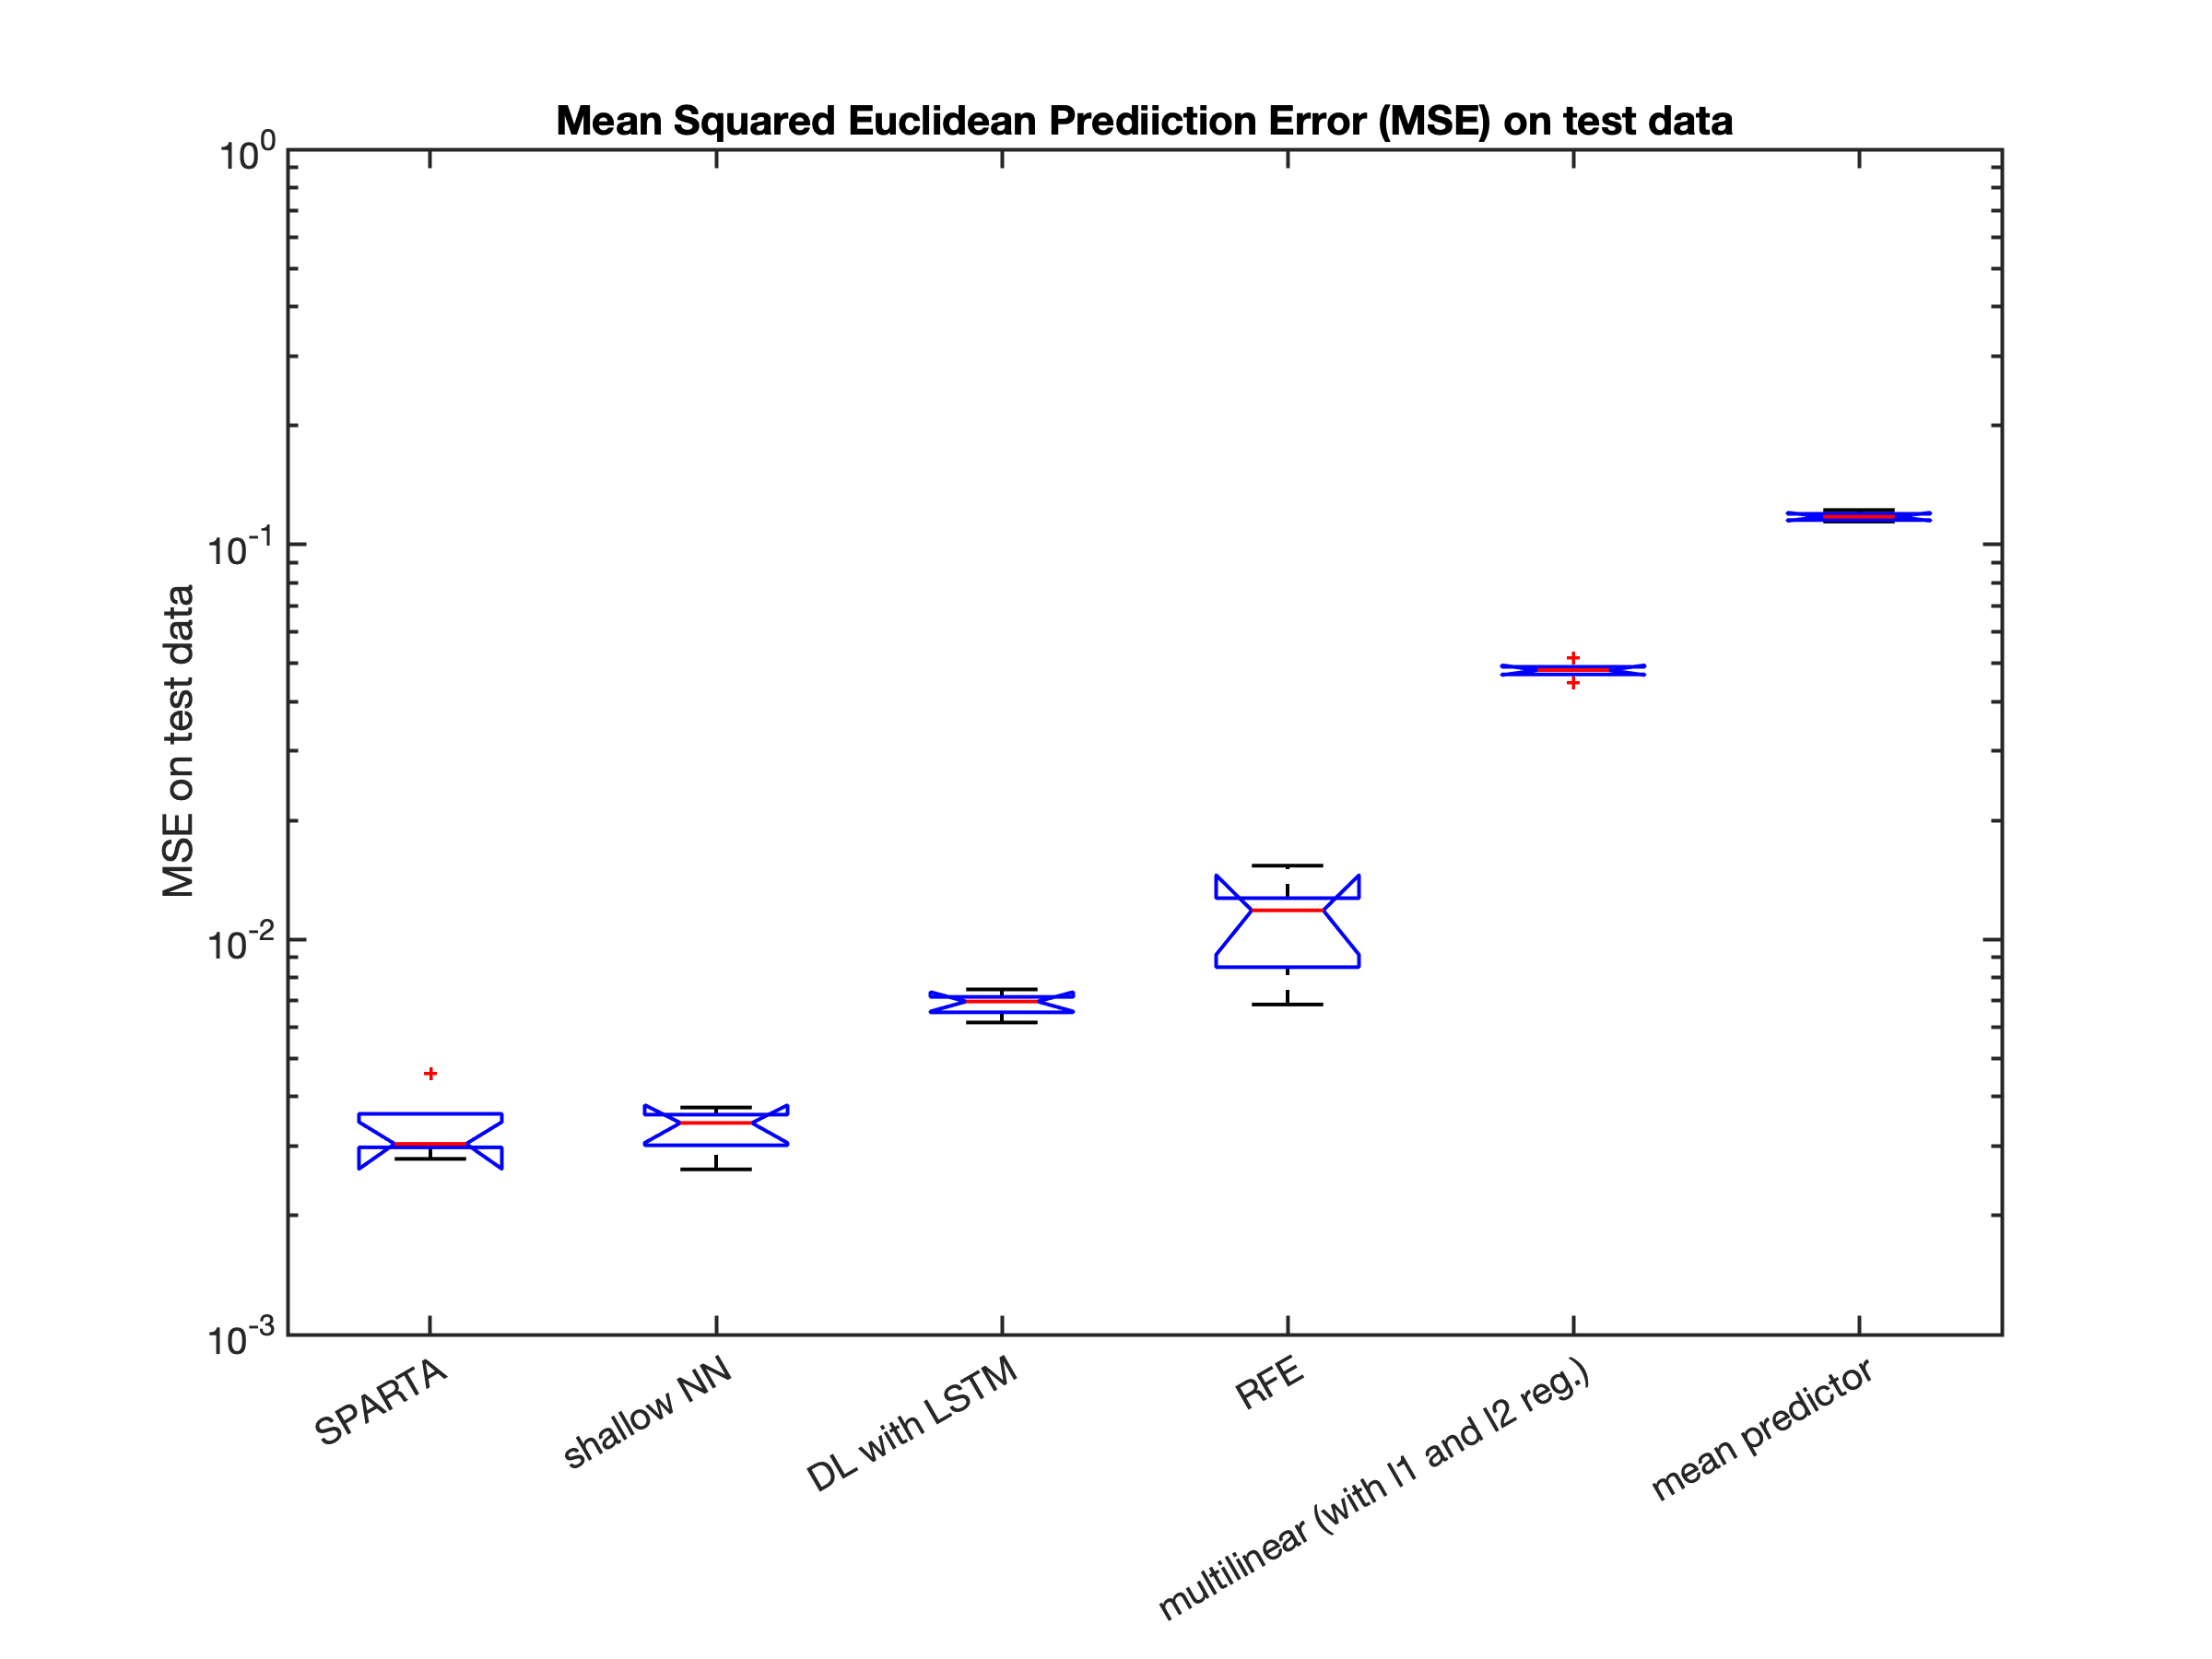 Mean Squared Euclidean Prediiction Error (MSE) on test data
10^0
10^-1
10^-2
10^-3
MSE on test data
SPARTA
shallow NN
DL with LSTM
RFE
multilinear (with l1 and l2 reg.)
mean predictor